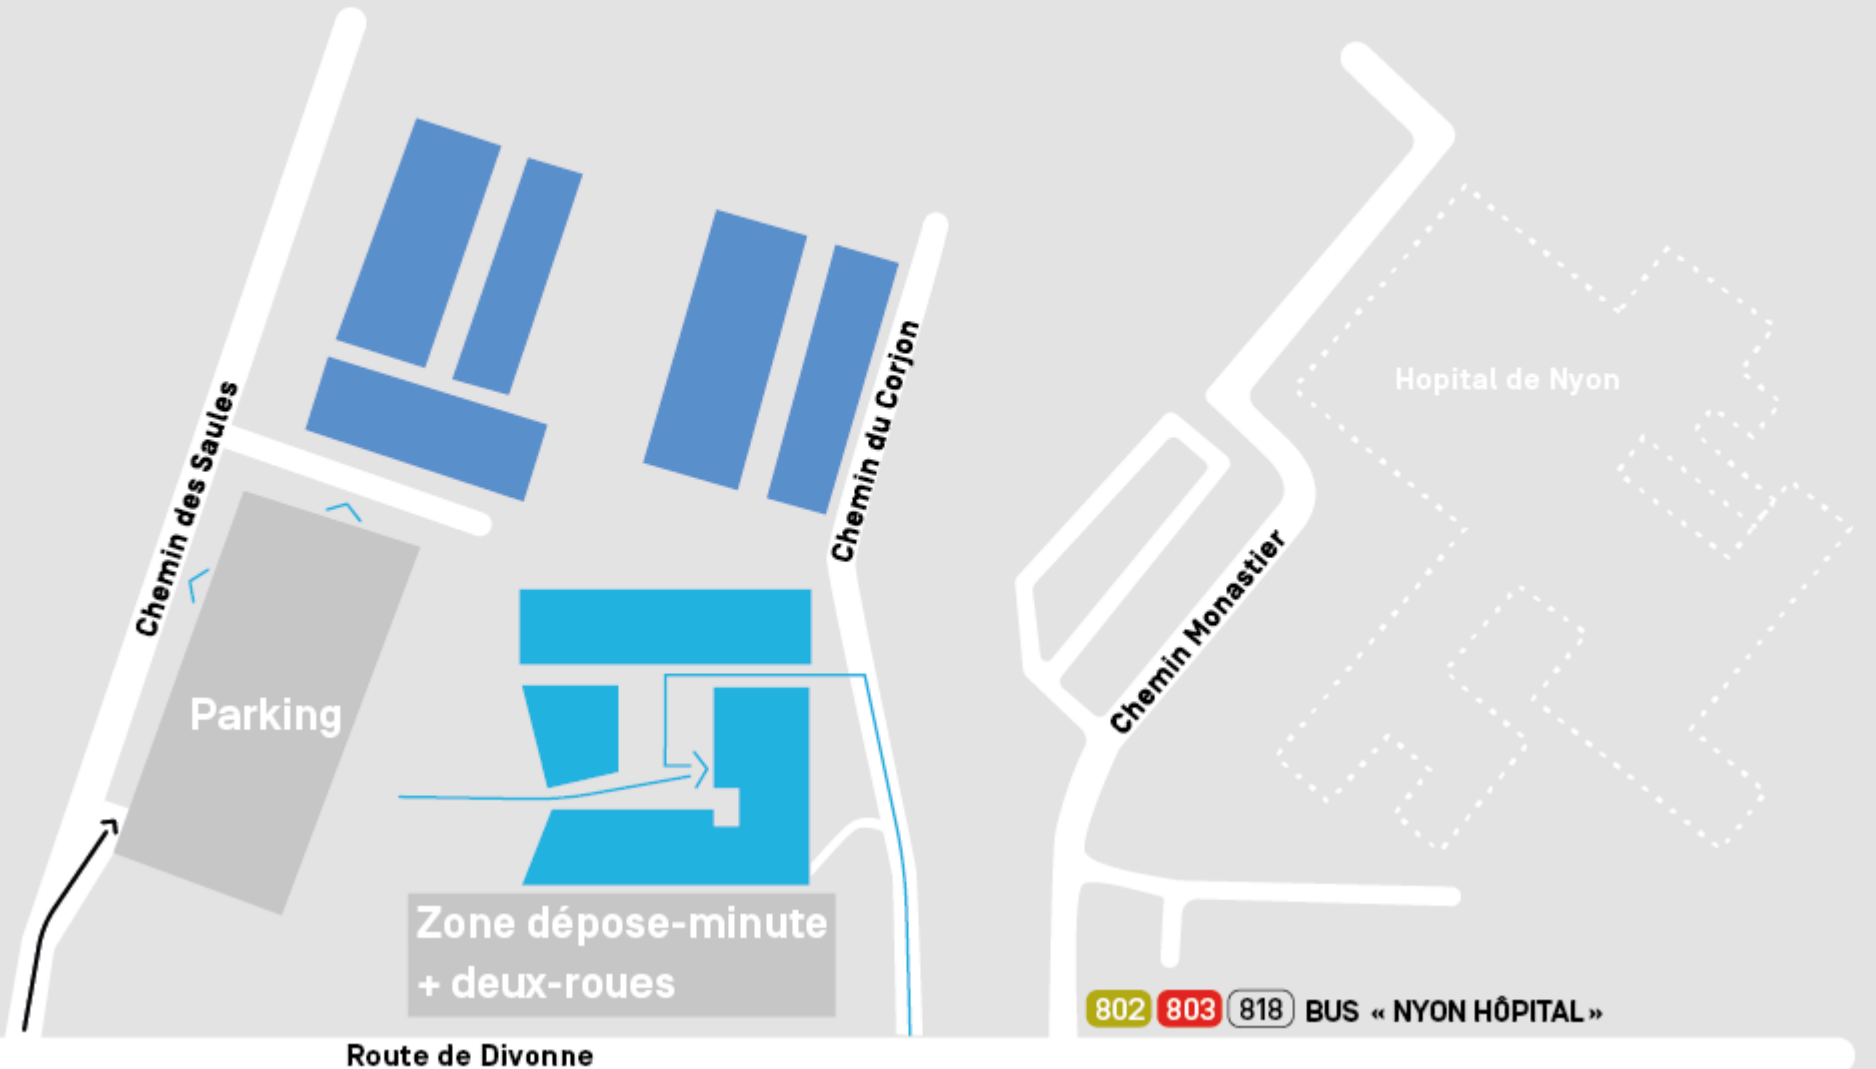 Chemin des Saules
Chemin du Corjon
Hopital de Nyon
Chemin Monastier
Parking
Zone dépose-minute
+ deux-roues
802 803 818 BUS « NYON HÔPITAL »
Route de Divonne